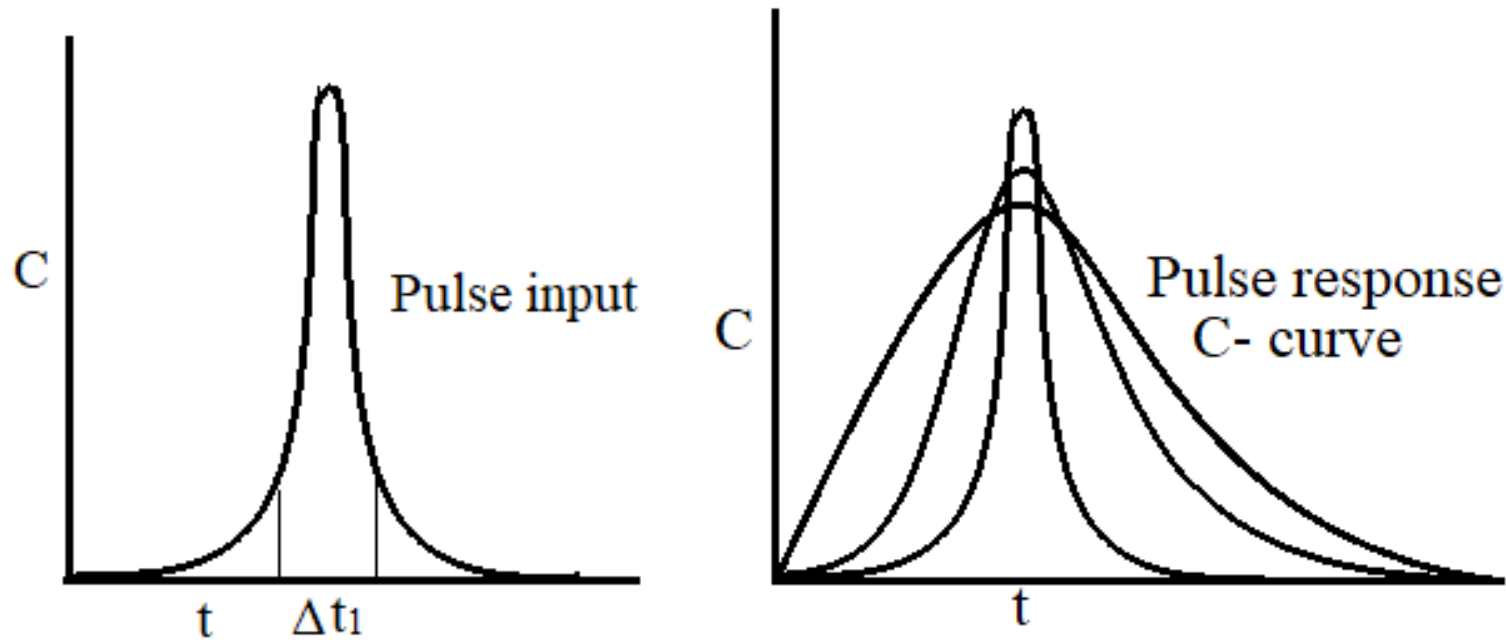 C
Pulse input
t
Δt1
C
Pulse response
C- curve
t